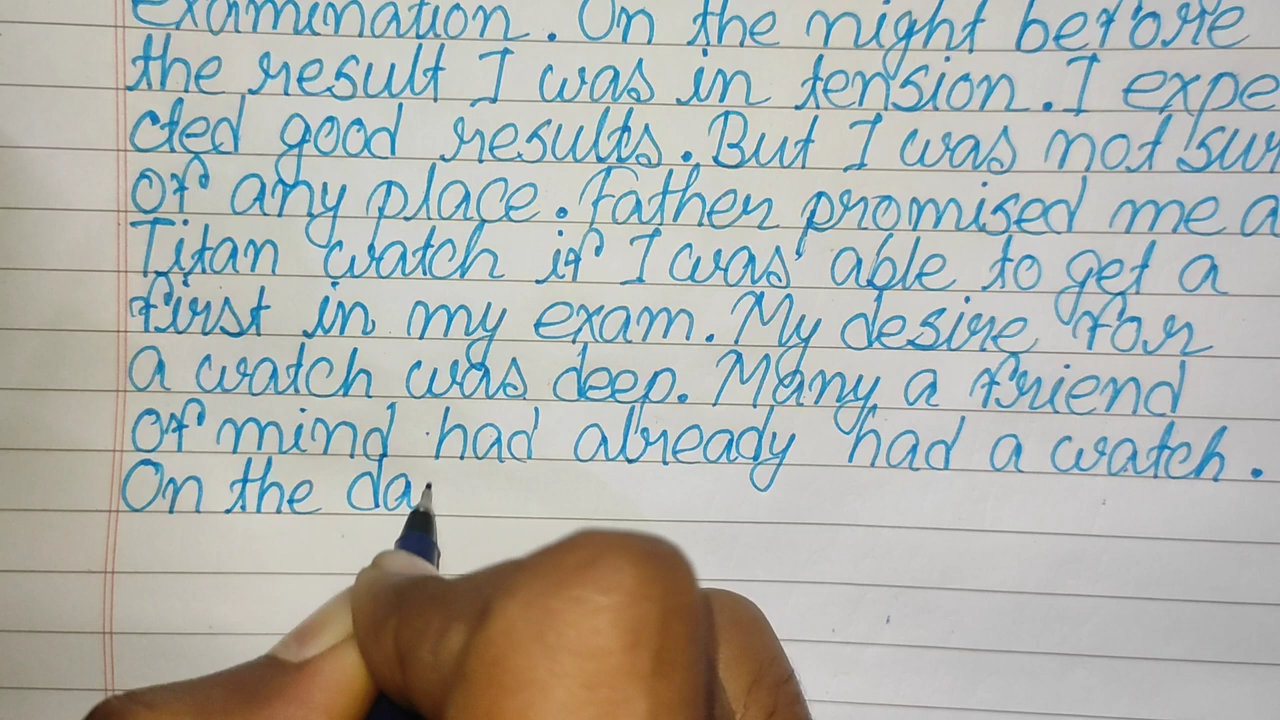 examination. On the night before
the result I was in tension. I expe
cted good results. But I was not sur
of any place. Father promised me a
Titan watch if I was able to get a
first in my exam. My desire for
a watch was deep. Many a friend
of mind had already had a watch.
On the da